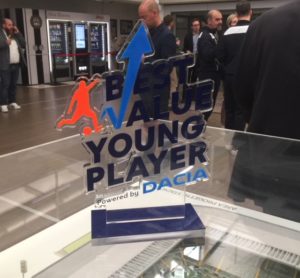 BEST
VALUE
YOUNG
PLAYER
Powered by DACIA